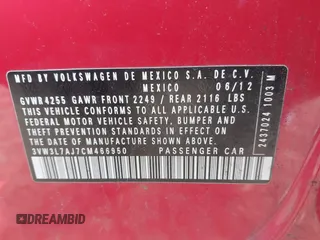 MFD. BY VOLKSWAGEN DE MEXICO S.A. DE C.V.
MEXICO 06/12
GVWR4255 GAWR FRONT 2249 / REAR 2116 LBS
THIS VEHICLE CONFORMS TO ALL APPLICABLE U.S.
FEDERAL MOTOR VEHICLE SAFETY, BUMPER AND
THEFT PREVENTION STANDARDS IN EFFECT ON
THE DATE OF MANUFACTURE SHOWN ABOVE
3VW3L7AJ7CM466950 PASSENGER CAR
2437024 1003 M
DREAMBID